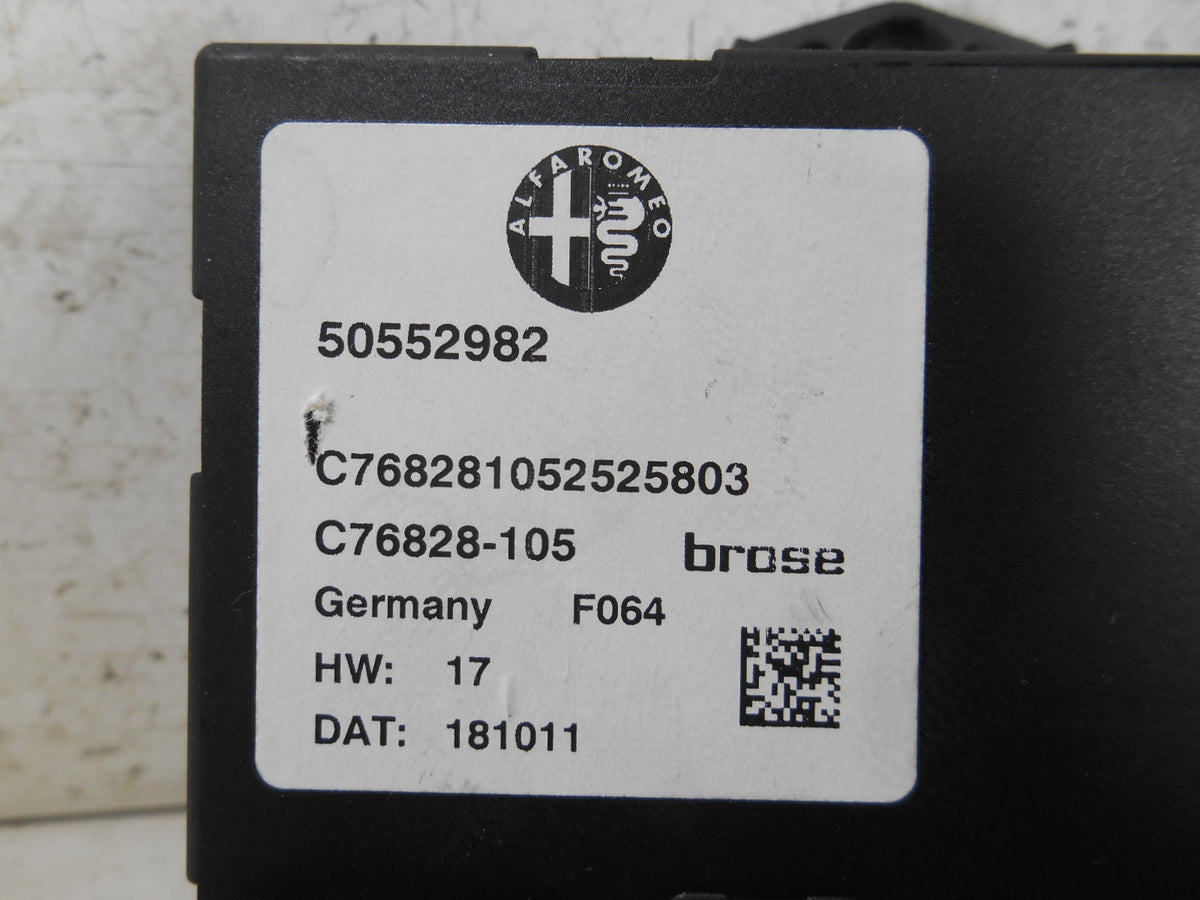 ALFA ROMEO
50552982
C768281052525803
C76828-105 brose
Germany F064
HW: 17
DAT: 181011